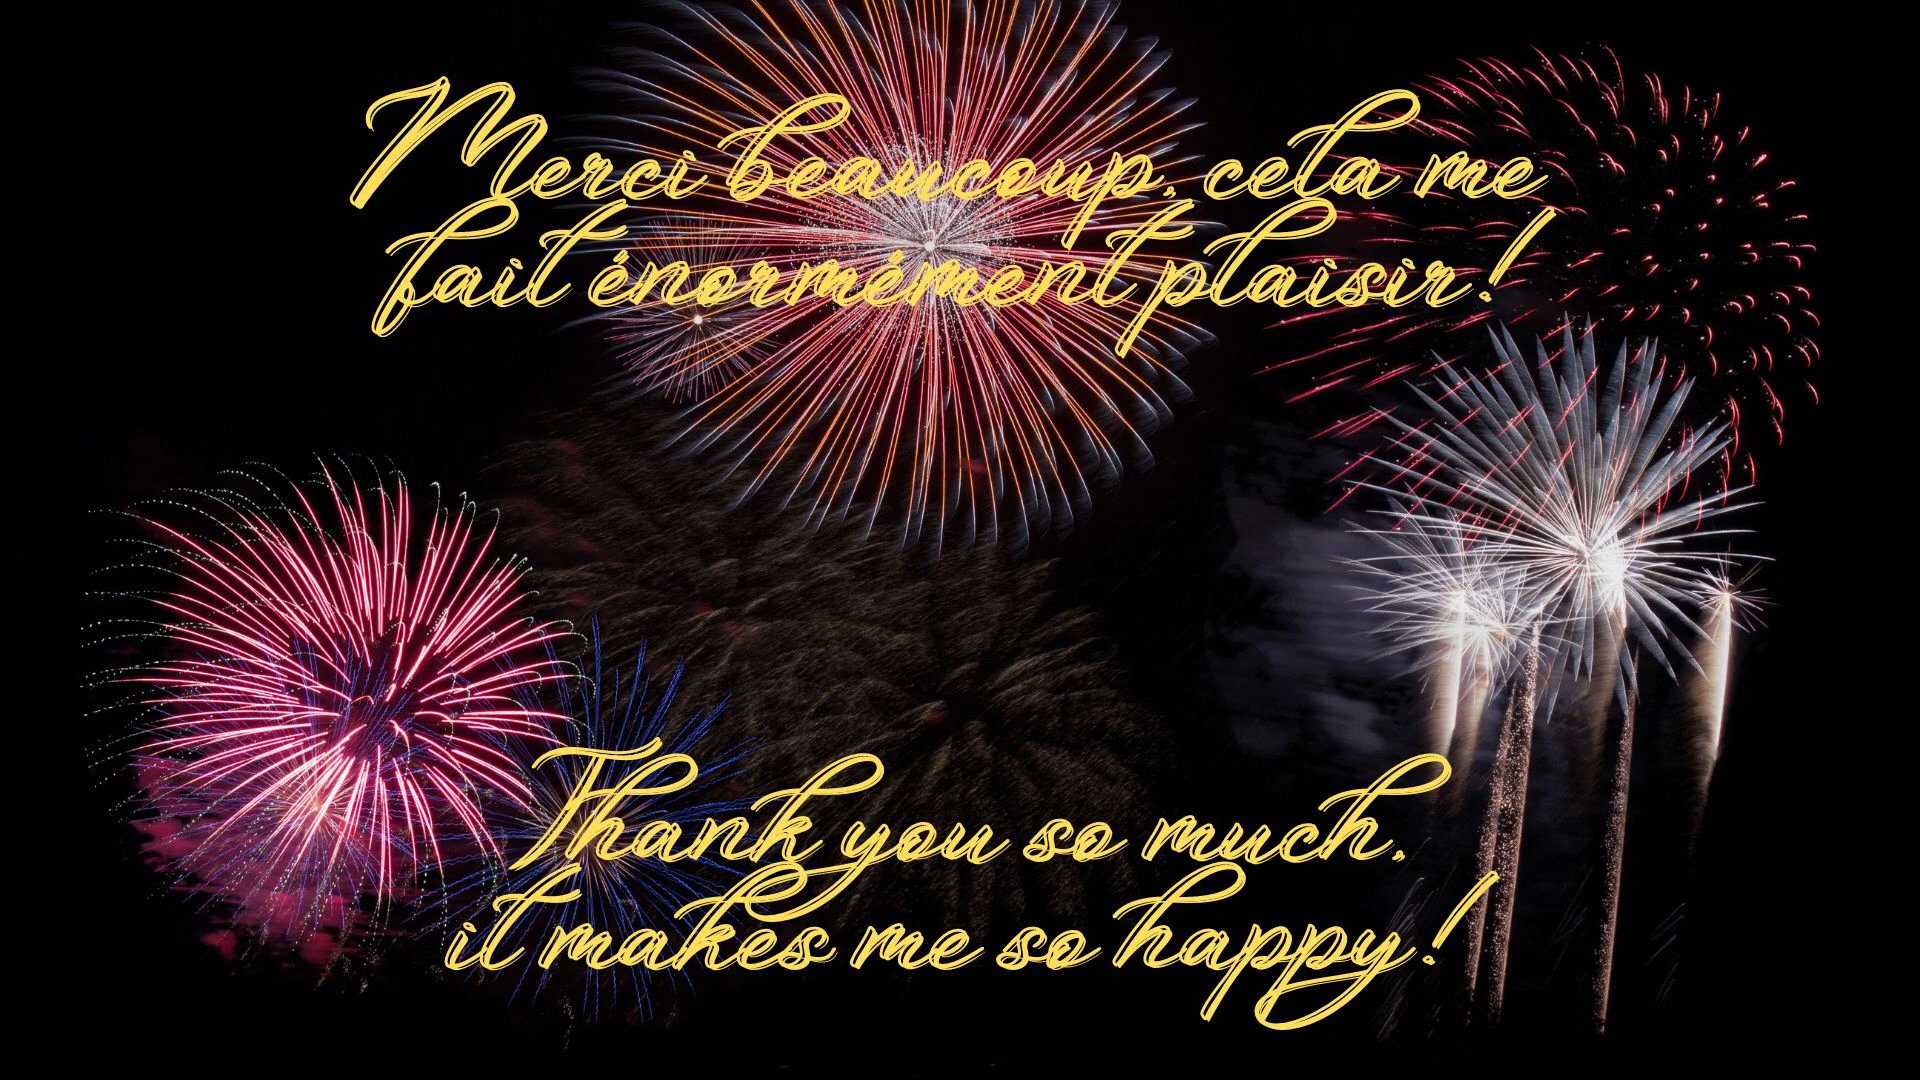 Merci beaucoup, cela me
fait énormément plaisir!
Thank you so much,
it makes me so happy!